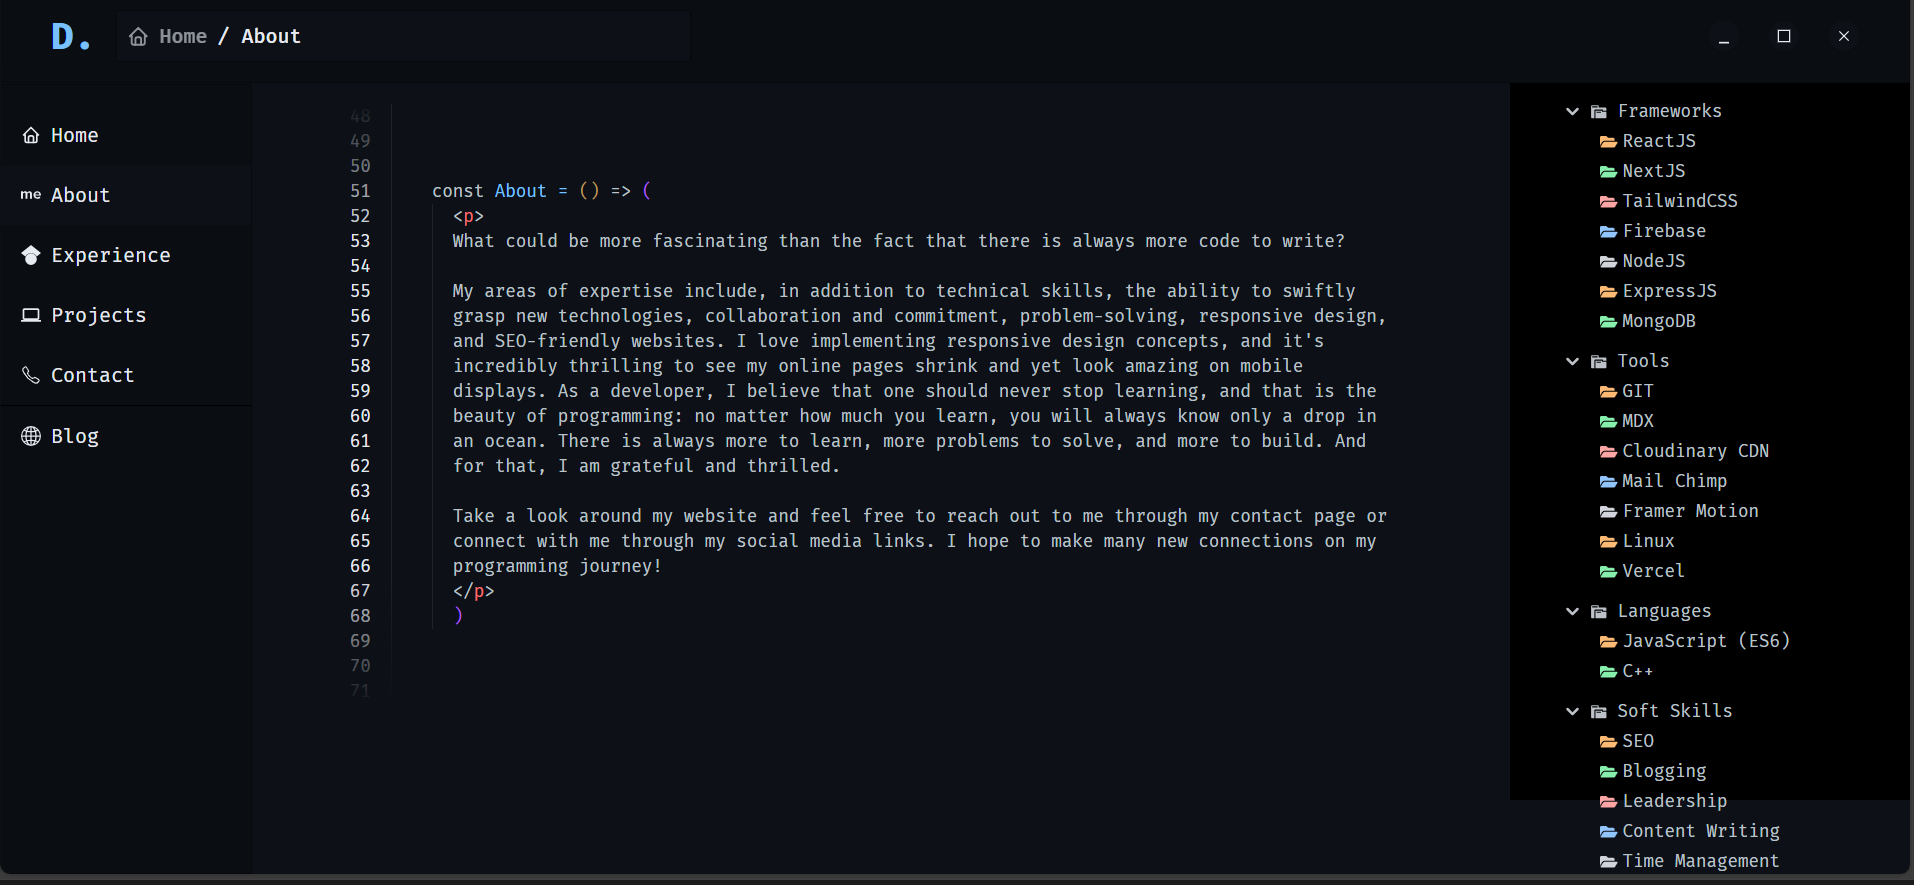 D.
Home / About
Home
me About
Experience
Projects
Contact
Blog
48
49
50
51 const About = () => (
52 <p>
53 What could be more fascinating than the fact that there is always more code to write?
54
55 My areas of expertise include, in addition to technical skills, the ability to swiftly
56 grasp new technologies, collaboration and commitment, problem-solving, responsive design,
57 and SEO-friendly websites. I love implementing responsive design concepts, and it's
58 incredibly thrilling to see my online pages shrink and yet look amazing on mobile
59 displays. As a developer, I believe that one should never stop learning, and that is the
60 beauty of programming: no matter how much you learn, you will always know only a drop in
61 an ocean. There is always more to learn, more problems to solve, and more to build. And
62 for that, I am grateful and thrilled.
63
64 Take a look around my website and feel free to reach out to me through my contact page or
65 connect with me through my social media links. I hope to make many new connections on my
66 programming journey!
67 </p>
68 )
69
70
71
Frameworks
ReactJS
NextJS
TailwindCSS
Firebase
NodeJS
ExpressJS
MongoDB
Tools
GIT
MDX
Cloudinary CDN
Mail Chimp
Framer Motion
Linux
Vercel
Languages
JavaScript (ES6)
C++
Soft Skills
SEO
Blogging
Leadership
Content Writing
Time Management